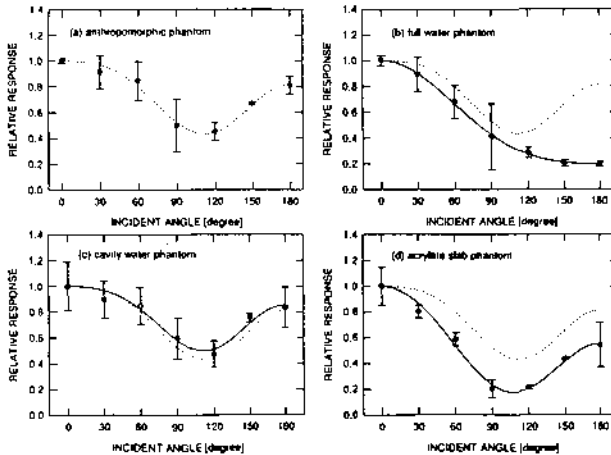 (a) anthropomorphic phantom
RELATIVE RESPONSE
1.4
1.2
1.0
0.8
0.6
0.4
0.2
0.0
0 30 60 90 120 150 180
INCIDENT ANGLE [degree]
(b) full water phantom
RELATIVE RESPONSE
1.4
1.2
1.0
0.8
0.6
0.4
0.2
0.0
0 30 60 90 120 150 180
INCIDENT ANGLE [degree]
(c) cavity water phantom
RELATIVE RESPONSE
1.4
1.2
1.0
0.8
0.6
0.4
0.2
0.0
0 30 60 90 120 150 180
INCIDENT ANGLE [degree]
(d) acrylate slab phantom
RELATIVE RESPONSE
1.4
1.2
1.0
0.8
0.6
0.4
0.2
0.0
0 30 60 90 120 150 180
INCIDENT ANGLE [degree]